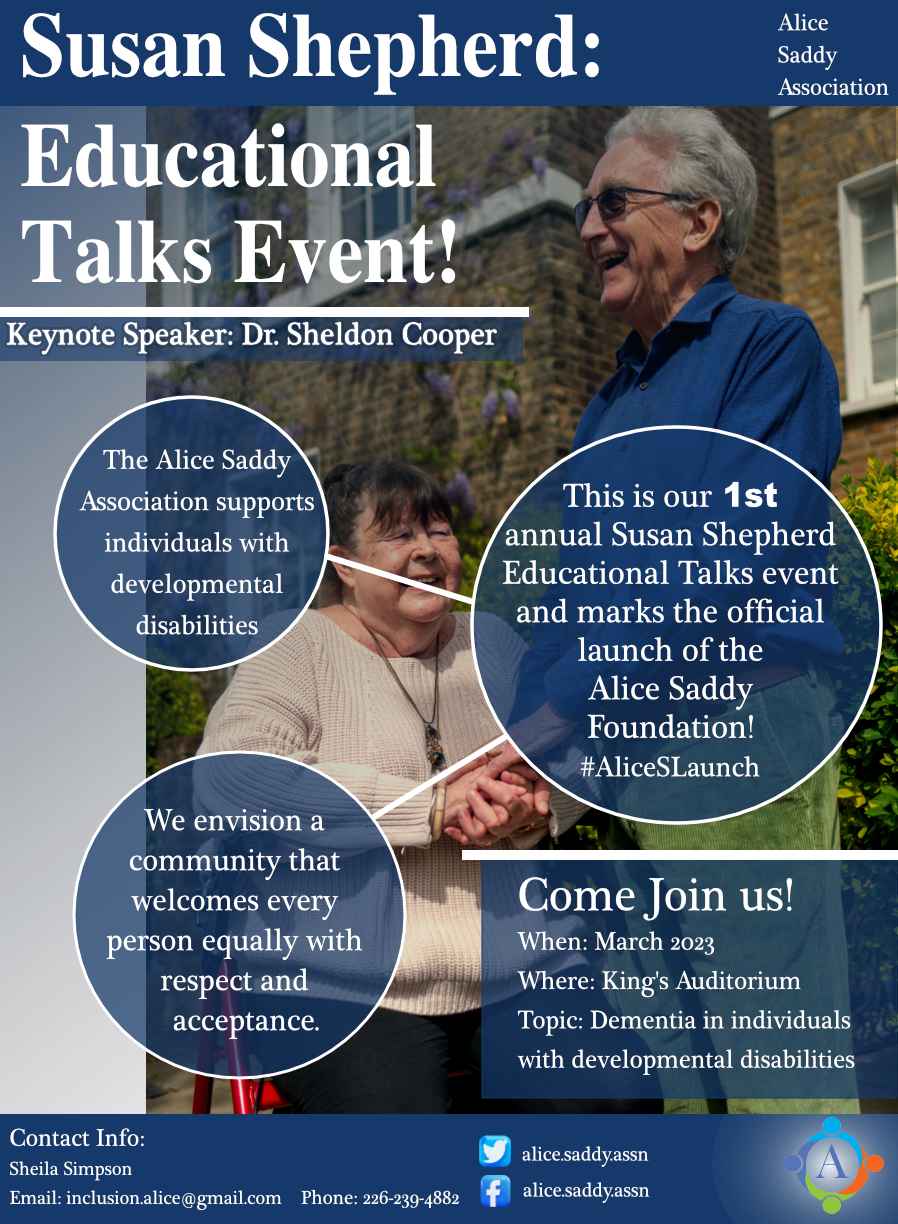 Susan Shepherd:
Alice
Saddy
Association
Educational
Talks Event!
Keynote Speaker: Dr. Sheldon Cooper
The Alice Saddy
Association supports
individuals with
developmental
disabilities
This is our 1st
annual Susan Shepherd
Educational Talks event
and marks the official
launch of the
Alice Saddy
Foundation!
#AliceSLaunch
We envision a
community that
welcomes every
person equally with
respect and
acceptance.
Come Join us!
When: March 2023
Where: King's Auditorium
Topic: Dementia in individuals
with developmental disabilities
Contact Info:
Sheila Simpson
Email: inclusion.alice@gmail.com Phone: 226-239-4882
alice.saddy.assn
alice.saddy.assn
A